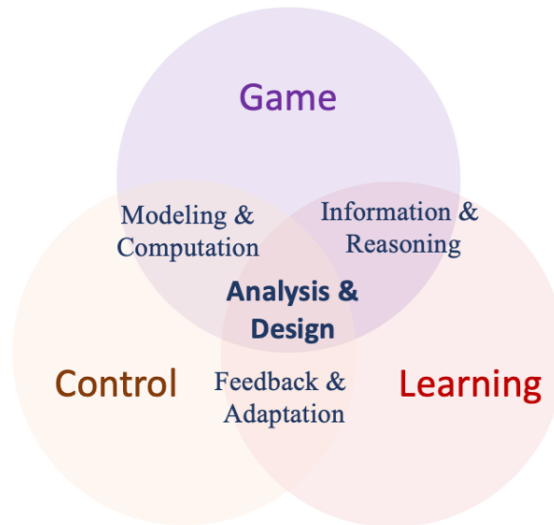 Game
Modeling &
Computation
Information &
Reasoning
Analysis &
Design
Control
Feedback &
Adaptation
Learning